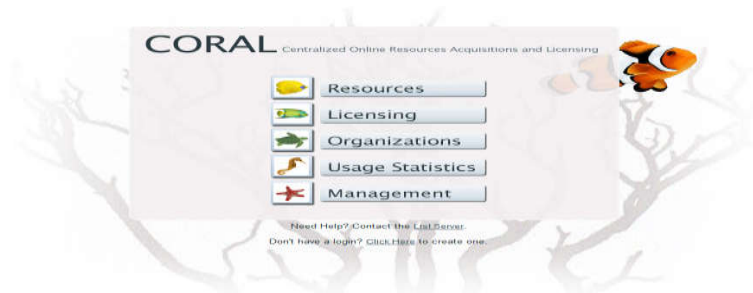 CORAL Centralized Online Resources Acquisitions and Licensing
Resources
Licensing
Organizations
Usage Statistics
Management
Need Help? Contact the List Server.
Don't have a login? Click Here to create one.